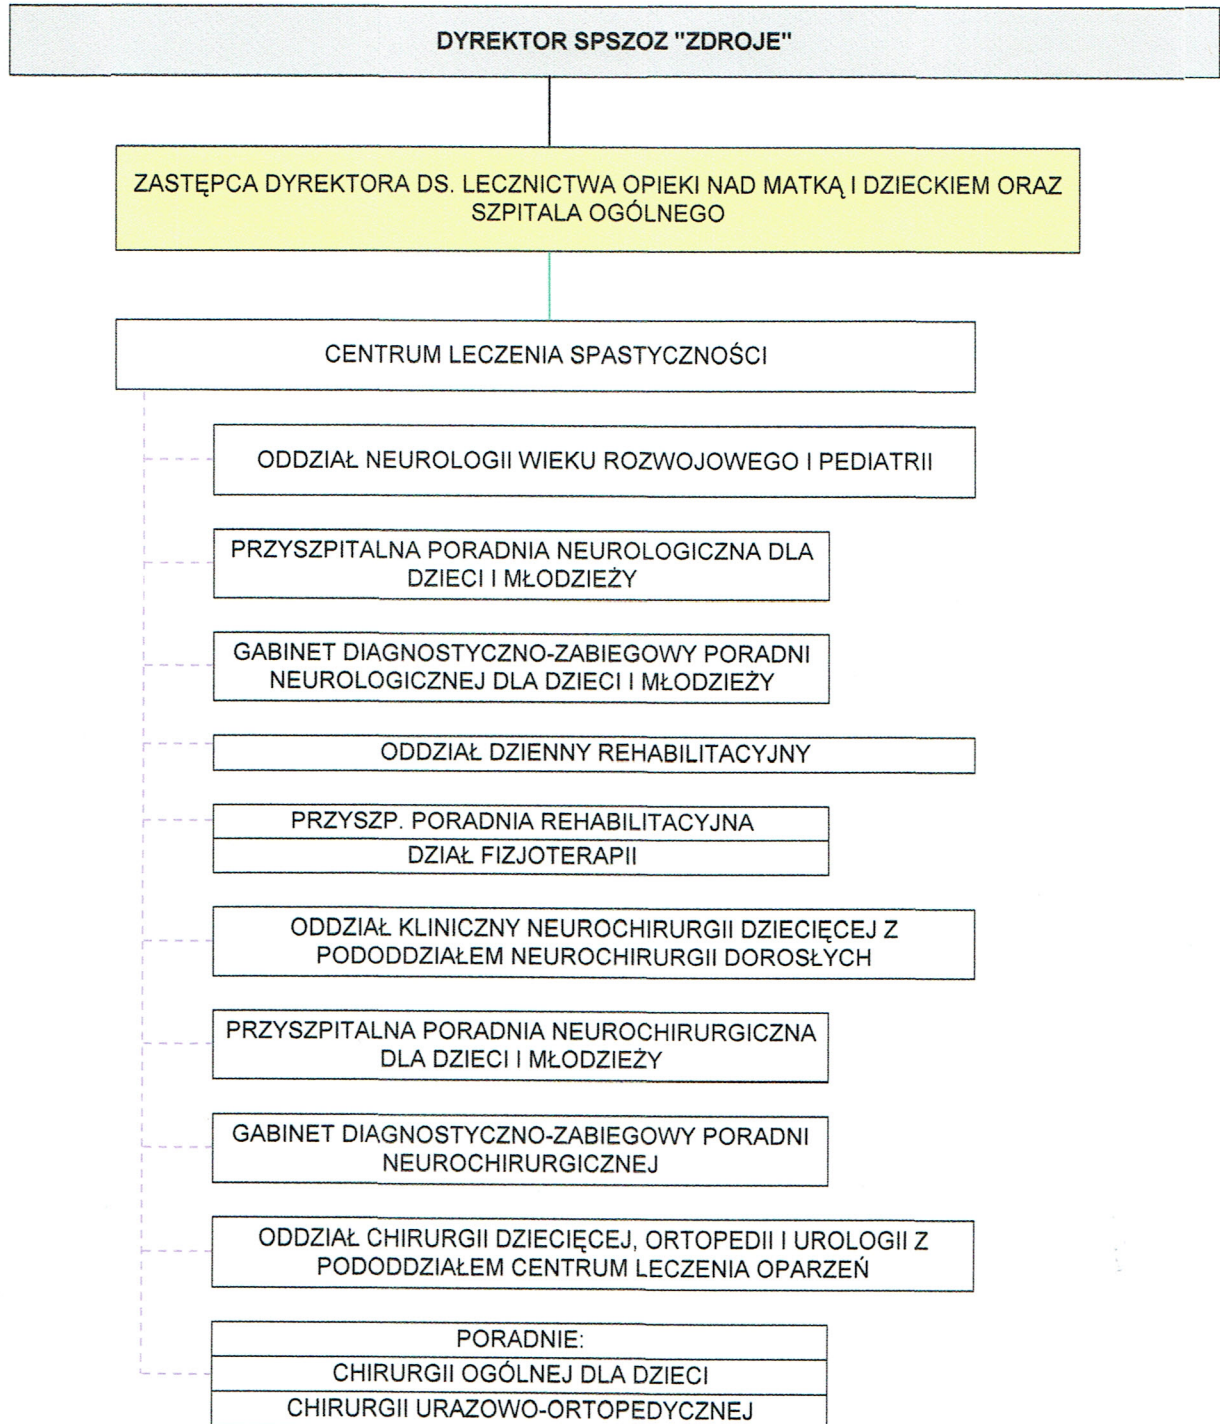 DYREKTOR SPSZOZ "ZDROJE"
ZASTĘPCA DYREKTORA DS. LECZNICTWA OPIEKI NAD MATKĄ I DZIECKIEM ORAZ
SZPITALA OGÓLNEGO
CENTRUM LECZENIA SPASTYCZNOŚCI
ODDZIAŁ NEUROLOGII WIEKU ROZWOJOWEGO I PEDIATRII
PRZYSZPITALNA PORADNIA NEUROLOGICZNA DLA
DZIECI I MŁODZIEŻY
GABINET DIAGNOSTYCZNO-ZABIEGOWY PORADNI
NEUROLOGICZNEJ DLA DZIECI I MŁODZIEŻY
ODDZIAŁ DZIENNY REHABILITACYJNY
PRZYSZP. PORADNIA REHABILITACYJNA
DZIAŁ FIZJOTERAPII
ODDZIAŁ KLINICZNY NEUROCHIRURGII DZIECIĘCEJ Z
PODODDZIAŁEM NEUROCHIRURGII DOROSŁYCH
PRZYSZPITALNA PORADNIA NEUROCHIRURGICZNA
DLA DZIECI I MŁODZIEŻY
GABINET DIAGNOSTYCZNO-ZABIEGOWY PORADNI
NEUROCHIRURGICZNEJ
ODDZIAŁ CHIRURGII DZIECIĘCEJ, ORTOPEDII I UROLOGII Z
PODODDZIAŁEM CENTRUM LECZENIA OPARZEŃ
PORADNIE:
CHIRURGII OGÓLNEJ DLA DZIECI
CHIRURGII URAZOWO-ORTOPEDYCZNEJ